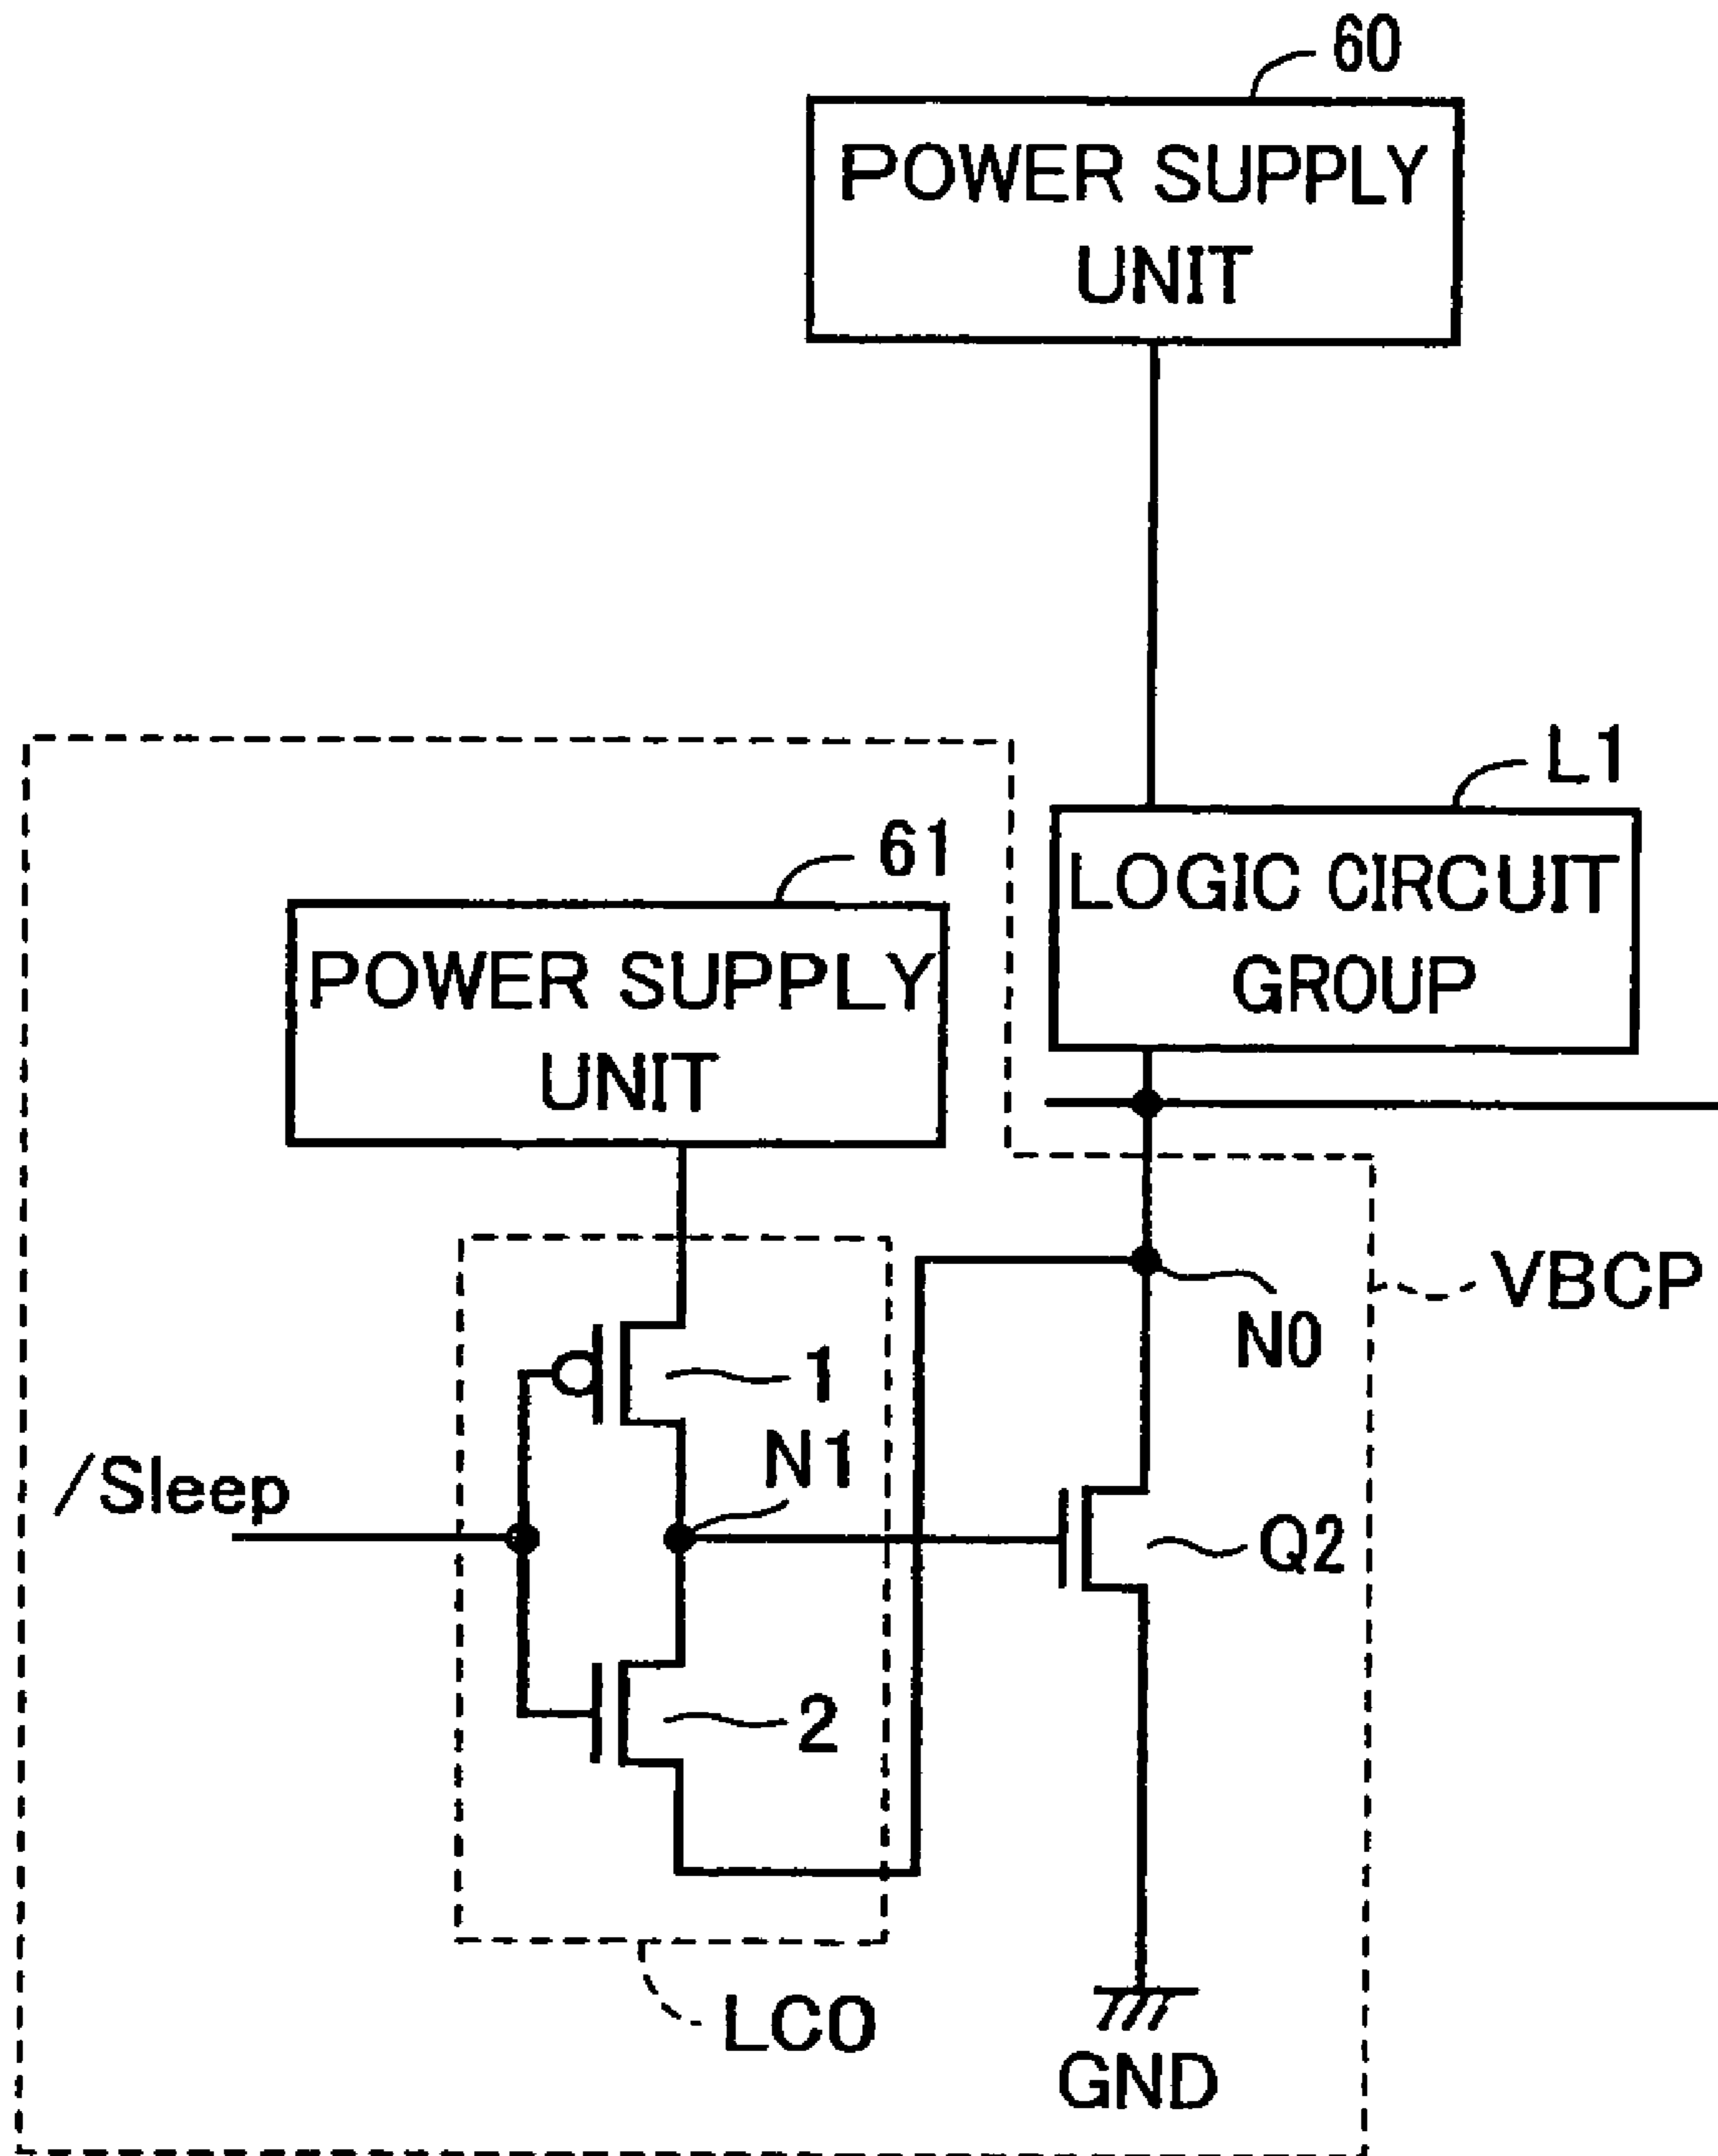 60
POWER SUPPLY
UNIT
L1
LOGIC CIRCUIT
GROUP
61
POWER SUPPLY
UNIT
VBCP
N0
1
N1
/Sleep
Q2
2
LC0
GND